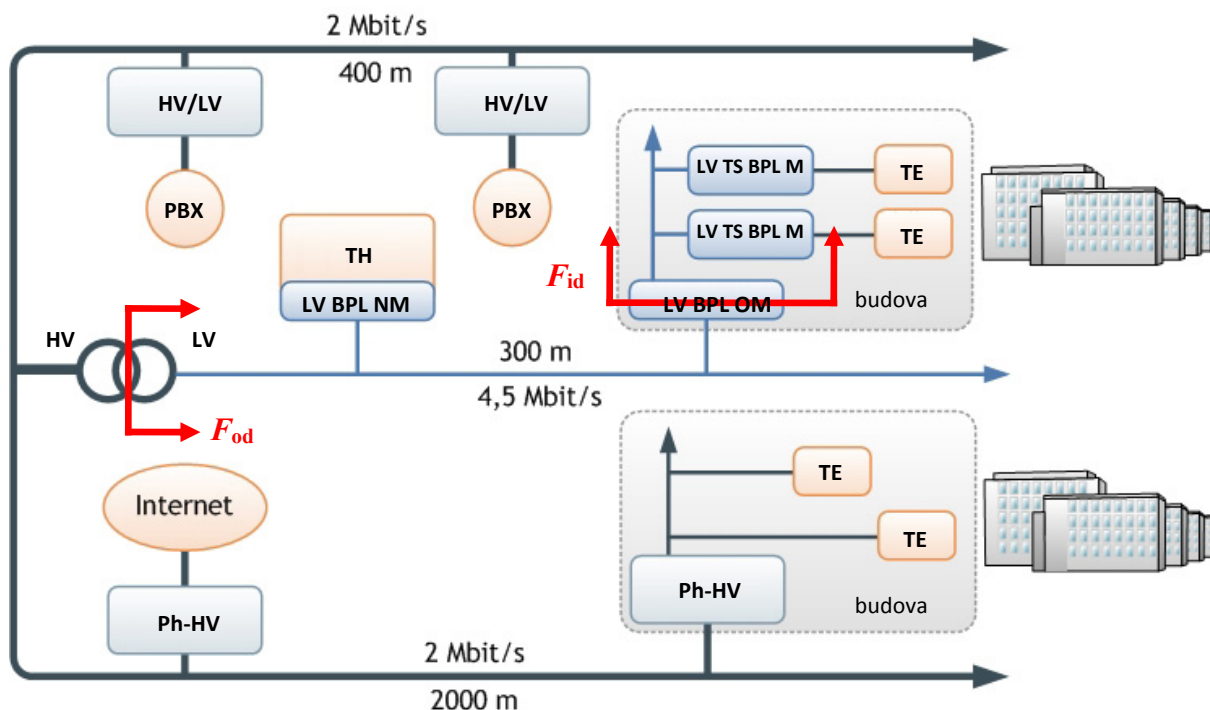 2 Mbit/s
400 m
HV/LV
HV/LV
PBX
PBX
LV TS BPL M
TE
LV TS BPL M
TE
TH
LV BPL NM
Fid
LV BPL OM
budova
HV
LV
300 m
4,5 Mbit/s
Fod
Internet
TE
TE
Ph-HV
Ph-HV
budova
2 Mbit/s
2000 m